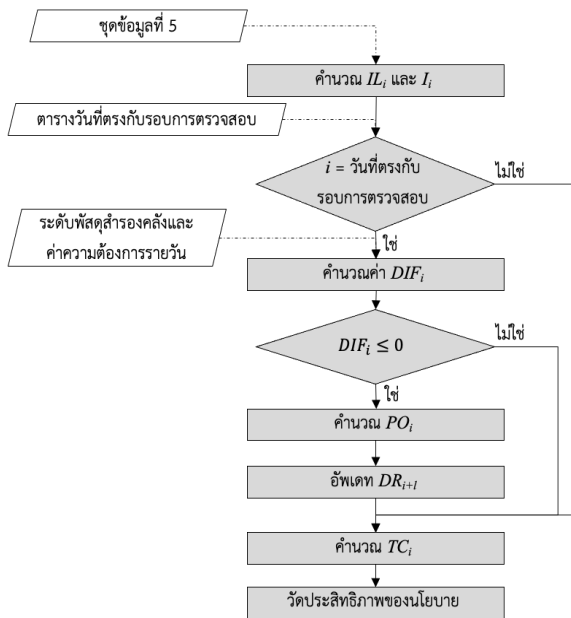 ชุดข้อมูลที่ 5
คำนวณ ILᵢ และ Iᵢ
ตารางวันที่ตรงกับรอบการตรวจสอบ
i = วันที่ตรงกับ
รอบการตรวจสอบ
ไม่ใช่
ระดับพัสดุสำรองคลังและ
ค่าความต้องการรายวัน
ใช่
คำนวณค่า DIFᵢ
DIFᵢ ≤ 0
ไม่ใช่
ใช่
คำนวณ POᵢ
อัพเดท DRᵢ₊ₗ
คำนวณ TCᵢ
วัดประสิทธิภาพของนโยบาย